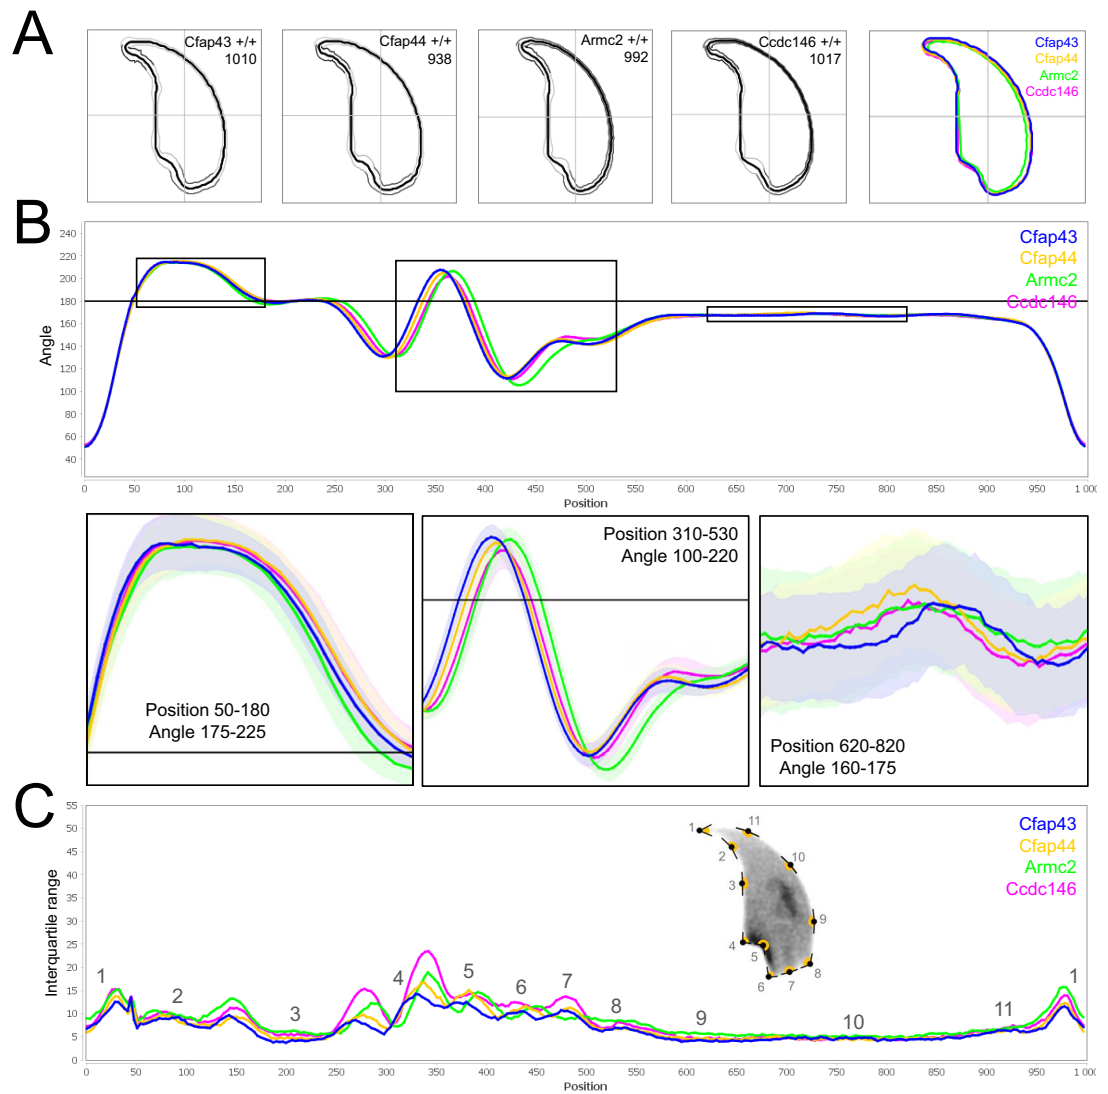 A
Cfap43 +/+
1010
Cfap44 +/+
938
Armc2 +/+
992
Ccdc146 +/+
1017
Cfap43
Cfap44
Armc2
Ccdc146
B
Cfap43
Cfap44
Armc2
Ccdc146
Angle
240
220
200
180
160
140
120
100
80
60
40
0 50 100 150 200 250 300 350 400 450 500 550 600 650 700 750 800 850 900 950 1 000
Position
Position 50-180
Angle 175-225
Position 310-530
Angle 100-220
Position 620-820
Angle 160-175
C
Cfap43
Cfap44
Armc2
Ccdc146
Interquartile range
55
50
45
40
35
30
25
20
15
10
5
0
1 2 3 4 5 6 7 8 9 10 11 1
1
2
3
4
5
6
7
8
9
10
11
0 50 100 150 200 250 300 350 400 450 500 550 600 650 700 750 800 850 900 950 1 000
Position